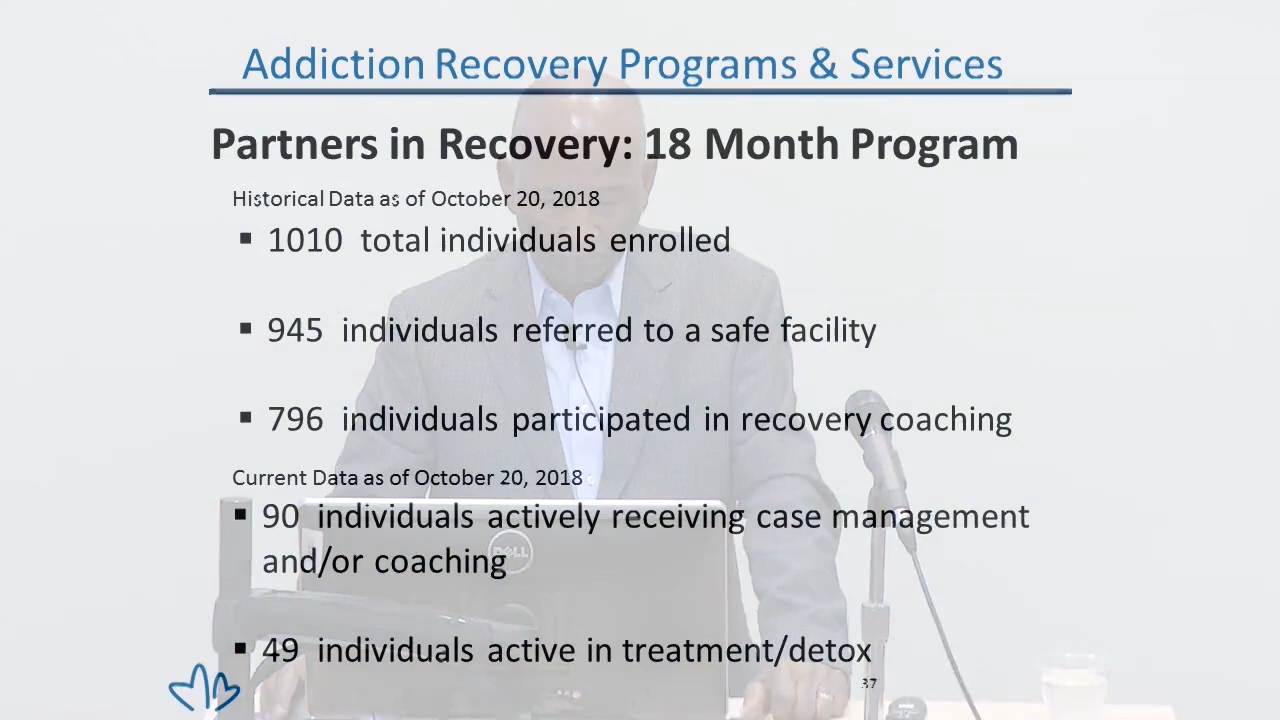 Addiction Recovery Programs & Services
Partners in Recovery: 18 Month Program
Historical Data as of October 20, 2018
▪ 1010 total individuals enrolled
▪ 945 individuals referred to a safe facility
▪ 796 individuals participated in recovery coaching
Current Data as of October 20, 2018
▪ 90 individuals actively receiving case management
and/or coaching
DELL
▪ 49 individuals active in treatment/detox
37